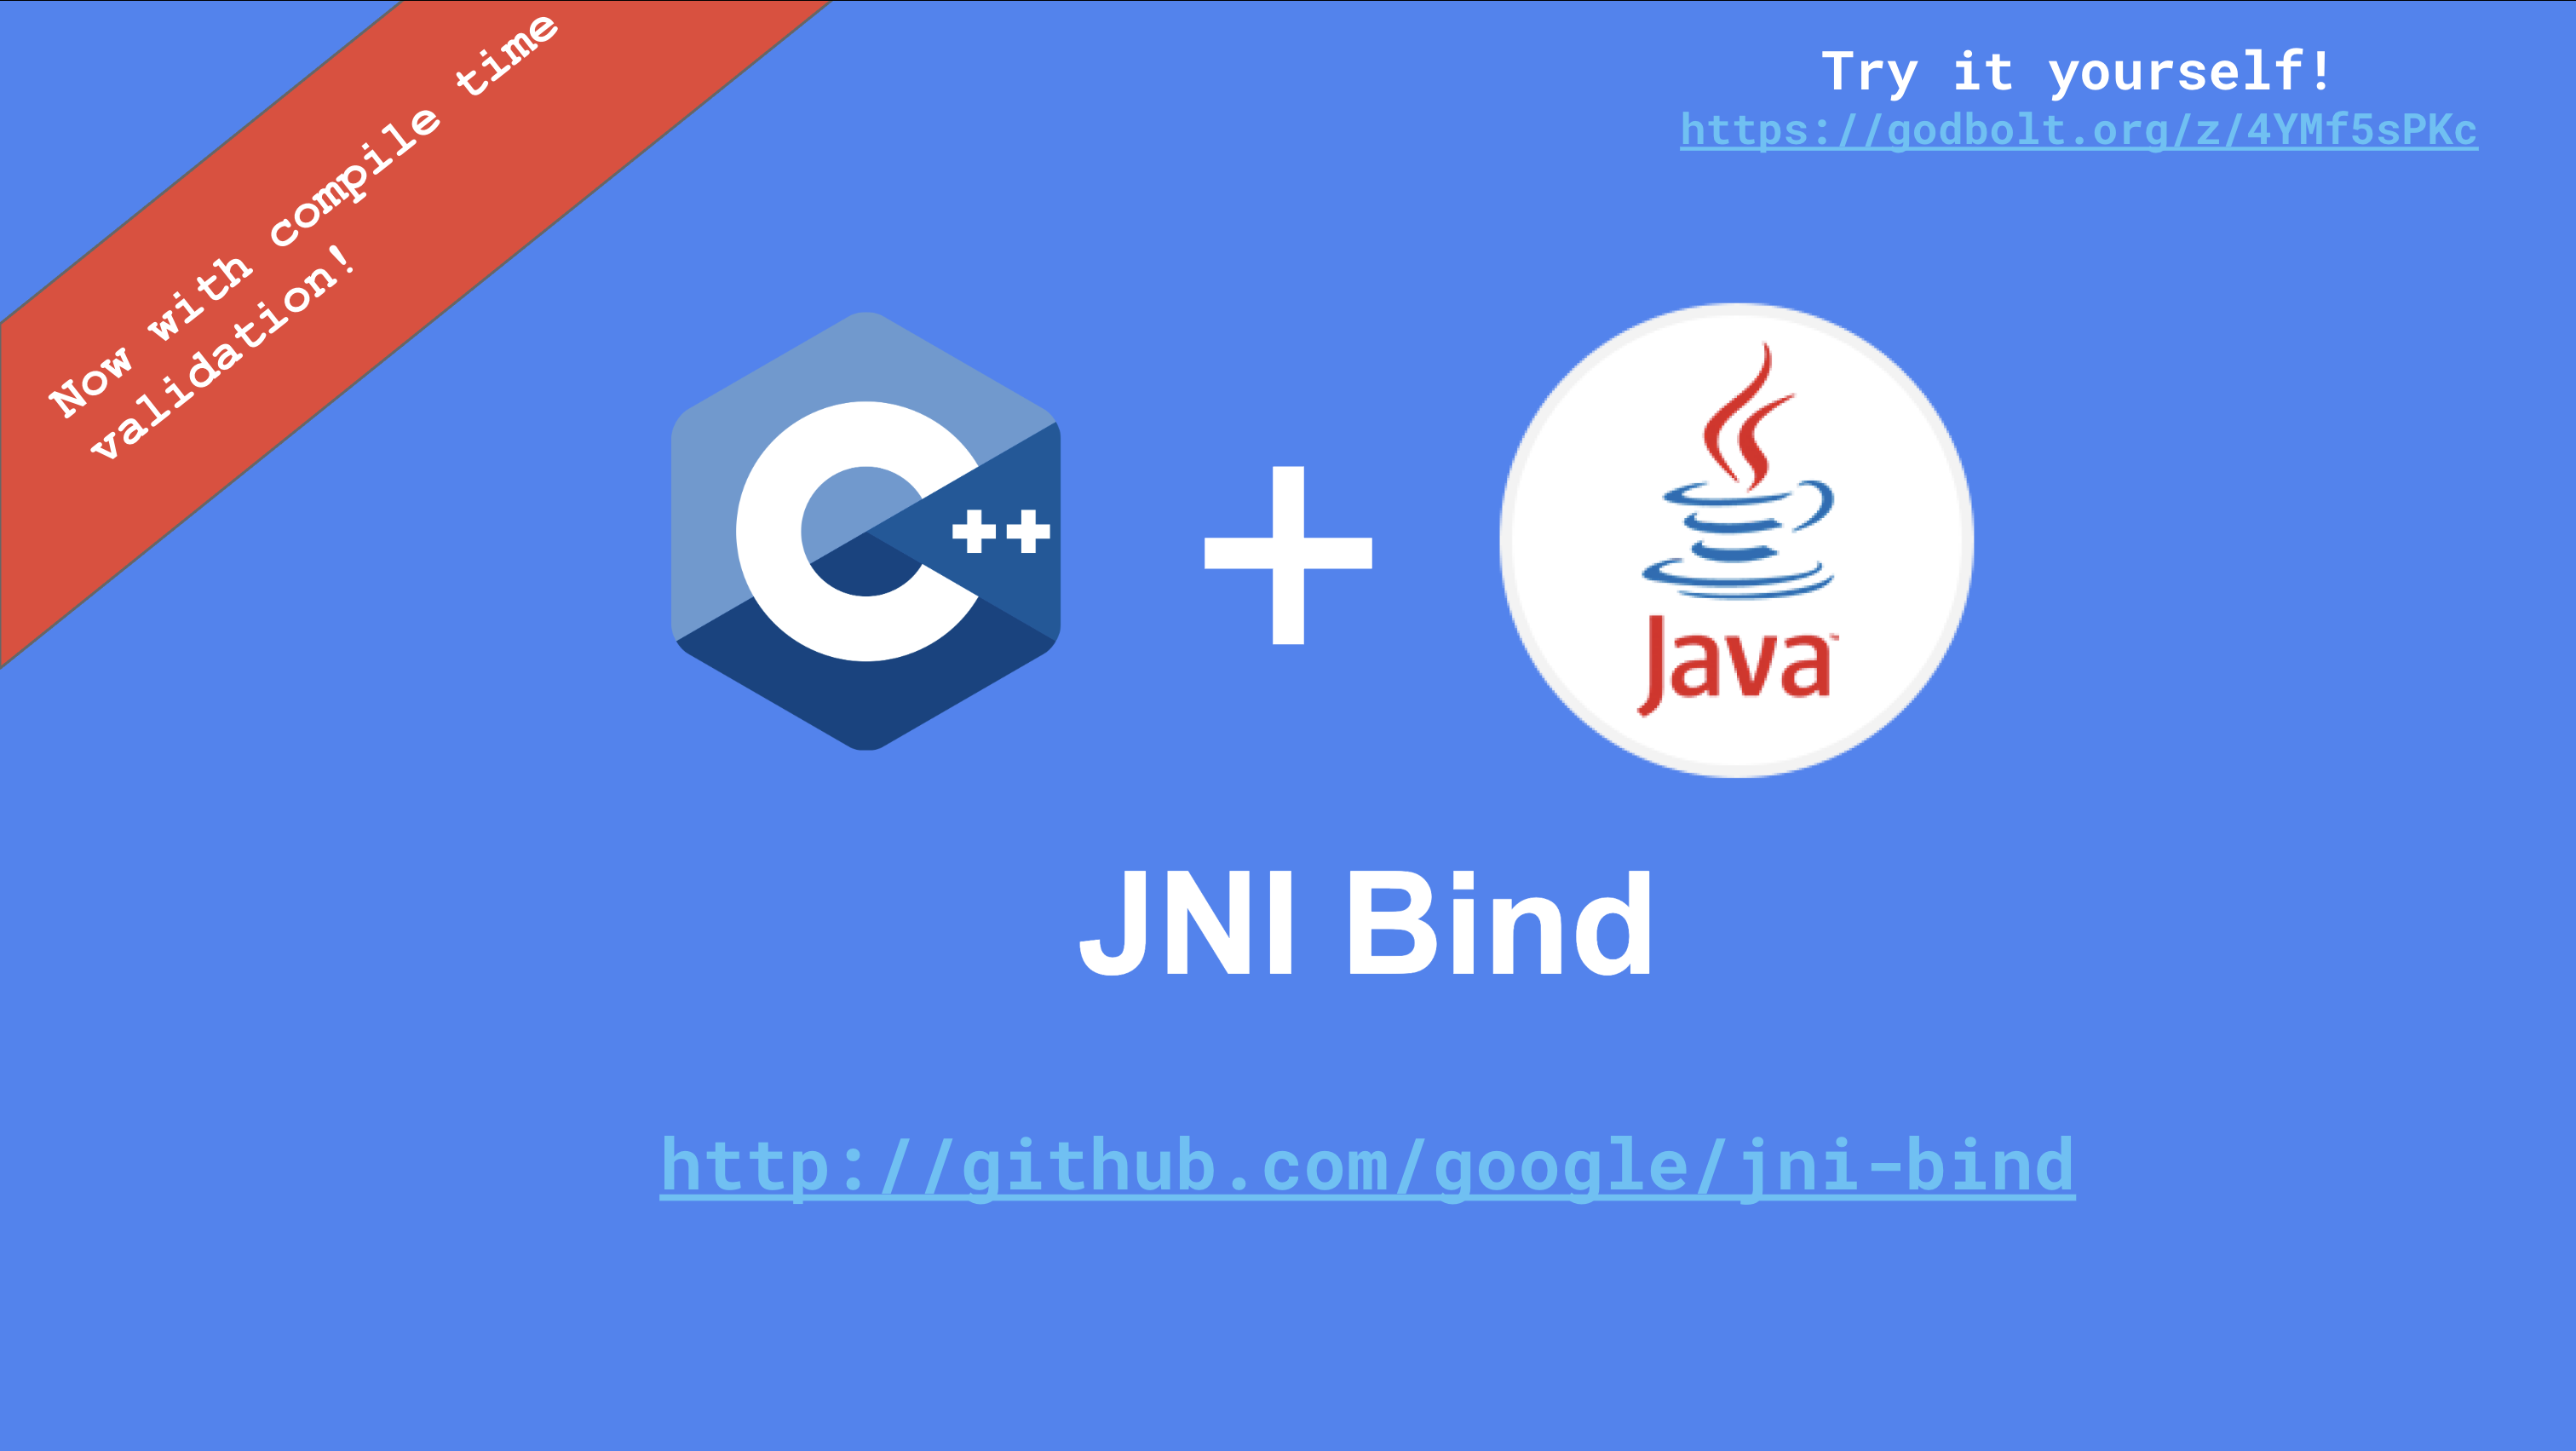 Now with compile time
validation!
Try it yourself!
https://godbolt.org/z/4YMf5sPKc
C++
+
Java
JNI Bind
http://github.com/google/jni-bind